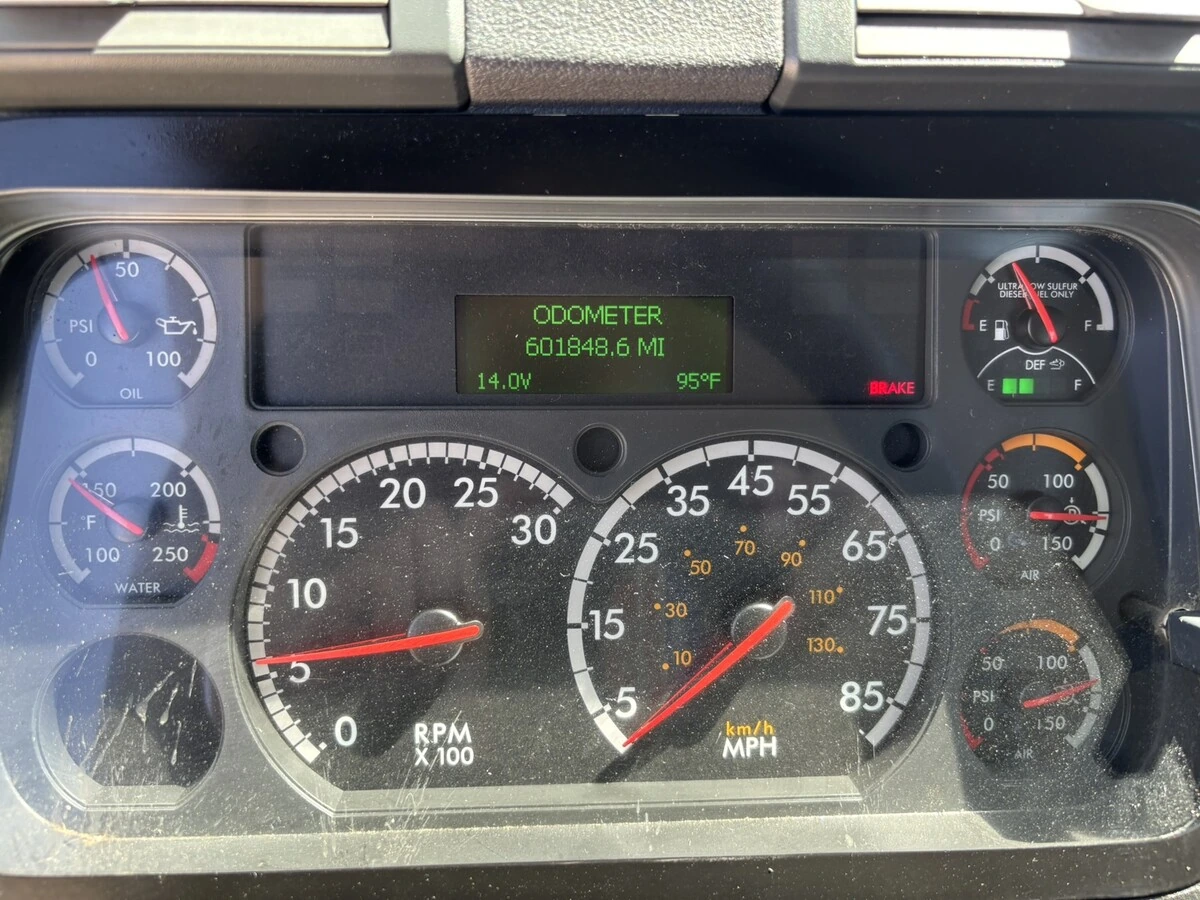 50
PSI
0 100
OIL
ODOMETER
601848.6 MI
14.0V 95°F
BRAKE
ULTRA LOW SULFUR
DIESEL FUEL ONLY
E F
DEF
E F
150 200
°F
100 250
WATER
0 5 10 15 20 25 30
RPM
X 100
5 15 25 35 45 55 65 75 85
10 30 50 70 90 110 130
km/h
MPH
50 100
PSI
0 150
AIR
50 100
PSI
0 150
AIR